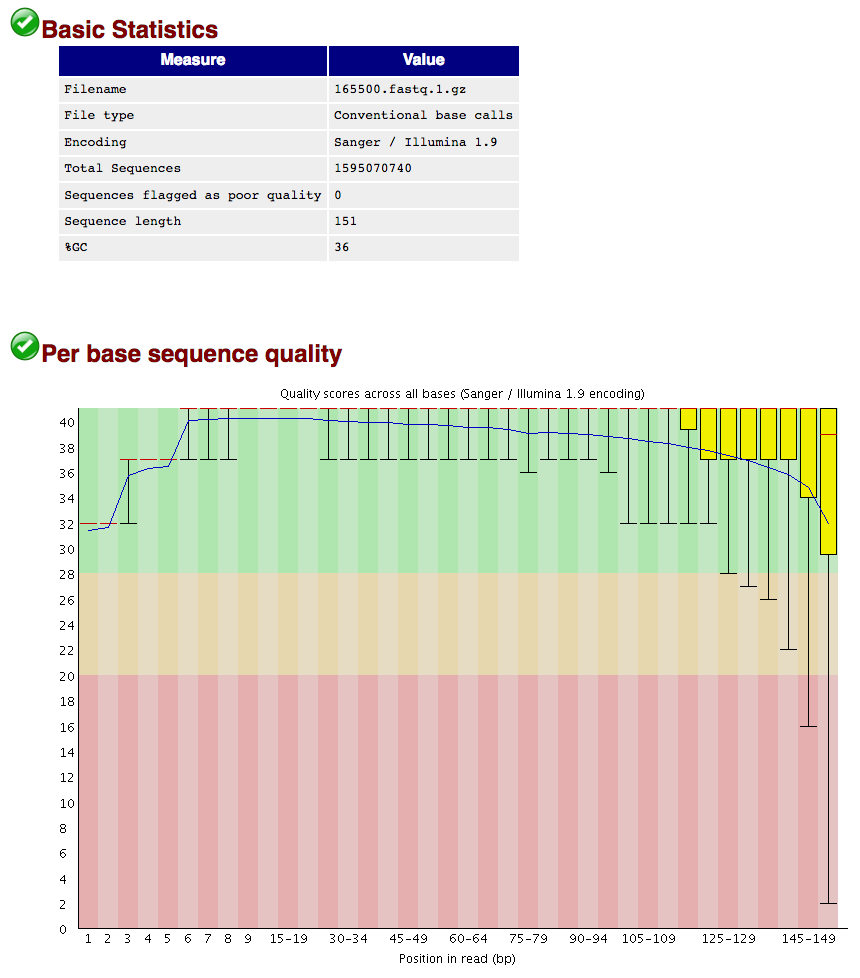 Basic Statistics
Measure Value
Filename 165500.fastq.1.gz
File type Conventional base calls
Encoding Sanger / Illumina 1.9
Total Sequences 1595070740
Sequences flagged as poor quality 0
Sequence length 151
%GC 36
Per base sequence quality
Quality scores across all bases (Sanger / Illumina 1.9 encoding)
40
38
36
34
32
30
28
26
24
22
20
18
16
14
12
10
8
6
4
2
0
1 2 3 4 5 6 7 8 9 15-19 30-34 45-49 60-64 75-79 90-94 105-109 125-129 145-149
Position in read (bp)